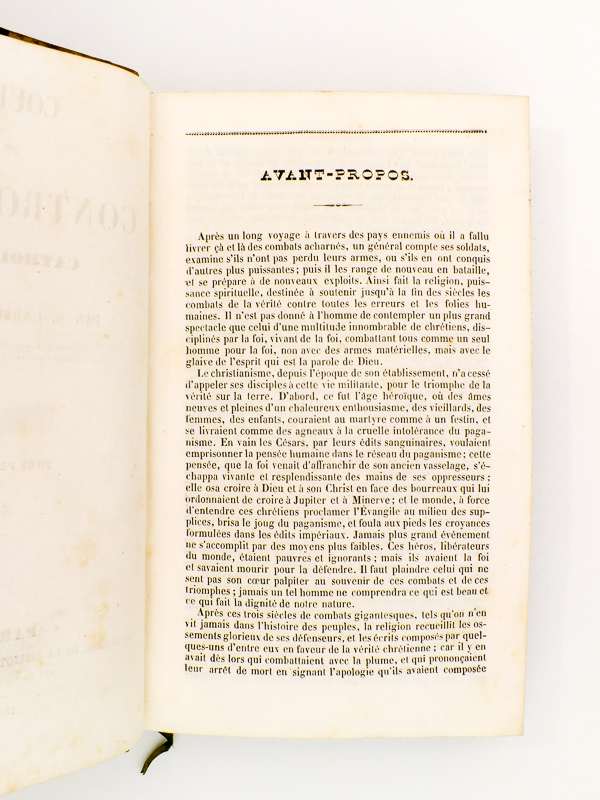 AVANT-PROPOS.
Après un long voyage à travers des pays ennemis où il a fallu
livrer çà et là des combats acharnés, un général compte ses soldats,
examine s'ils n'ont pas perdu leurs armes, ou s'ils en ont conquis
d'autres plus puissantes; puis il les range de nouveau en bataille,
et se prépare à de nouveaux exploits. Ainsi fait la religion, puis-
sance spirituelle, destinée à soutenir jusqu'à la fin des siècles les
combats de la vérité contre toutes les erreurs et les folies hu-
maines. Il n'est pas donné à l'homme de contempler un plus grand
spectacle que celui d'une multitude innombrable de chrétiens, dis-
ciplinés par la foi, vivant de la foi, combattant tous comme un seul
homme pour la foi, non avec des armes matérielles, mais avec le
glaive de l'esprit qui est la parole de Dieu.
Le christianisme, depuis l'époque de son établissement, n'a cessé
d'appeler ses disciples à cette vie militante, pour le triomphe de la
vérité sur la terre. D'abord, ce fut l'âge héroïque, où des âmes
neuves et pleines d'un chaleureux enthousiasme, des vieillards, des
femmes, des enfants, couraient au martyre comme à un festin, et
se livraient comme des agneaux à la cruelle intolérance du paga-
nisme. En vain les Césars, par leurs édits sanguinaires, voulaient
emprisonner la pensée humaine dans le réseau du paganisme; cette
pensée, que la foi venait d'affranchir de son ancien vasselage, s'é-
chappa vivante et resplendissante des mains de ses oppresseurs;
elle osa croire à Dieu et à son Christ en face des bourreaux qui lui
ordonnaient de croire à Jupiter et à Minerve; et le monde, à force
d'entendre ces chrétiens proclamer l'Évangile au milieu des sup-
plices, brisa le joug du paganisme, et foula aux pieds les croyances
formulées dans les édits impériaux. Jamais plus grand événement
ne s'accomplit par des moyens plus faibles. Ces héros, libérateurs
du monde, étaient pauvres et ignorants; mais ils avaient la foi
et savaient mourir pour la défendre. Il faut plaindre celui qui ne
sent pas son cœur palpiter au souvenir de ces combats et de ces
triomphes; jamais un tel homme ne comprendra ce qui est beau et
ce qui fait la dignité de notre nature.
Après ces trois siècles de combats gigantesques, tels qu'on n'en
vit jamais dans l'histoire des peuples, la religion recueillit les os-
sements glorieux de ses défenseurs, et les écrits composés par quel-
ques-uns d'entre eux en faveur de la vérité chrétienne; car il y en
avait dès lors qui combattaient avec la plume, et qui prononçaient
leur arrêt de mort en signant l'apologie qu'ils avaient composée